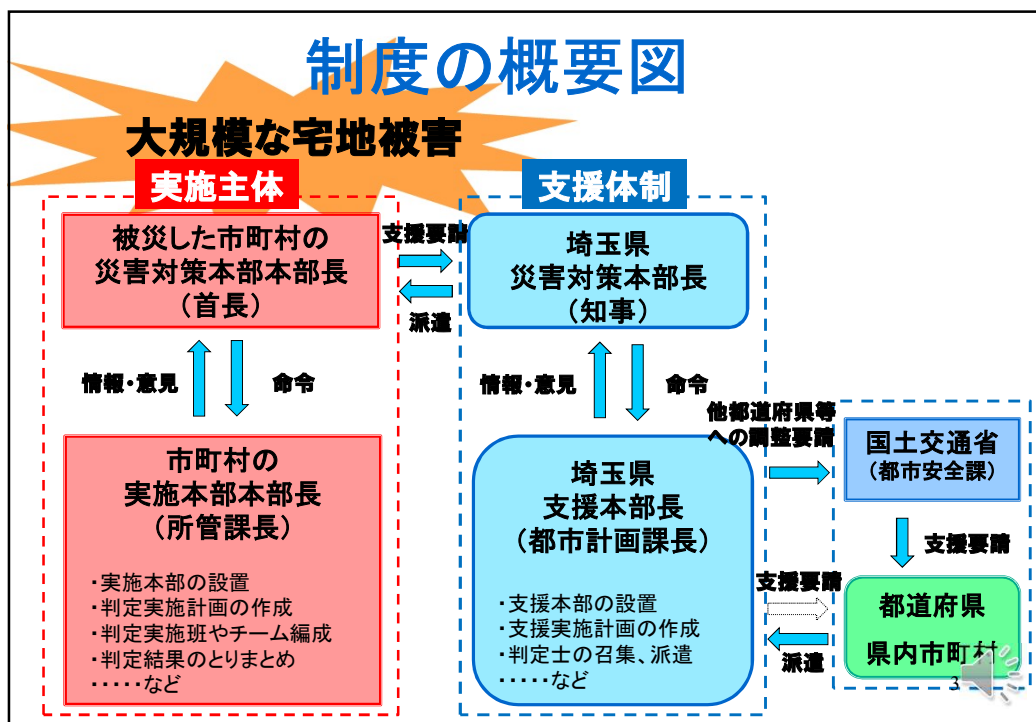 制度の概要図
大規模な宅地被害
実施主体
被災した市町村の
災害対策本部本部長
（首長）
情報・意見
命令
市町村の
実施本部本部長
（所管課長）
・実施本部の設置
・判定実施計画の作成
・判定実施班やチーム編成
・判定結果のとりまとめ
・・・・・など
支援要請
派遣
支援体制
埼玉県
災害対策本部長
（知事）
情報・意見
命令
埼玉県
支援本部長
（都市計画課長）
・支援本部の設置
・支援実施計画の作成
・判定士の召集、派遣
・・・・・など
他都道府県等
への調整要請
国土交通省
（都市安全課）
支援要請
支援要請
派遣
都道府県
県内市町村
3